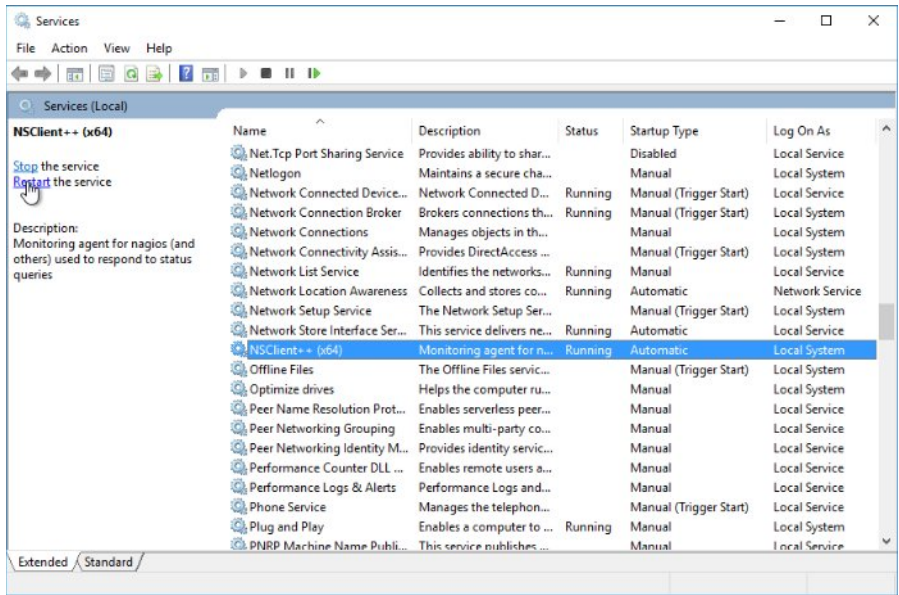 Services
File Action View Help
Services (Local)
NSClient++ (x64)
Stop the service
Restart the service
Description:
Monitoring agent for nagios (and
others) used to respond to status
queries
Name Description Status Startup Type Log On As
Net.Tcp Port Sharing Service Provides ability to shar... Disabled Local Service
Netlogon Maintains a secure cha... Manual Local System
Network Connected Device... Network Connected D... Running Manual (Trigger Start) Local Service
Network Connection Broker Brokers connections th... Running Manual (Trigger Start) Local System
Network Connections Manages objects in th... Manual Local System
Network Connectivity Assis... Provides DirectAccess ... Manual (Trigger Start) Local System
Network List Service Identifies the networks... Running Manual Local Service
Network Location Awareness Collects and stores co... Running Automatic Network Service
Network Setup Service The Network Setup Ser... Manual (Trigger Start) Local System
Network Store Interface Ser... This service delivers ne... Running Automatic Local Service
NSClient++ (x64) Monitoring agent for n... Running Automatic Local System
Offline Files The Offline Files servic... Manual (Trigger Start) Local System
Optimize drives Helps the computer ru... Manual Local System
Peer Name Resolution Prot... Enables serverless peer... Manual Local Service
Peer Networking Grouping Enables multi-party co... Manual Local Service
Peer Networking Identity M... Provides identity servic... Manual Local Service
Performance Counter DLL ... Enables remote users a... Manual Local Service
Performance Logs & Alerts Performance Logs and... Manual Local Service
Phone Service Manages the telephon... Manual (Trigger Start) Local Service
Plug and Play Enables a computer to ... Running Manual Local System
PNRP Machine Name Publi... This service publishes ... Manual Local Service
Extended Standard